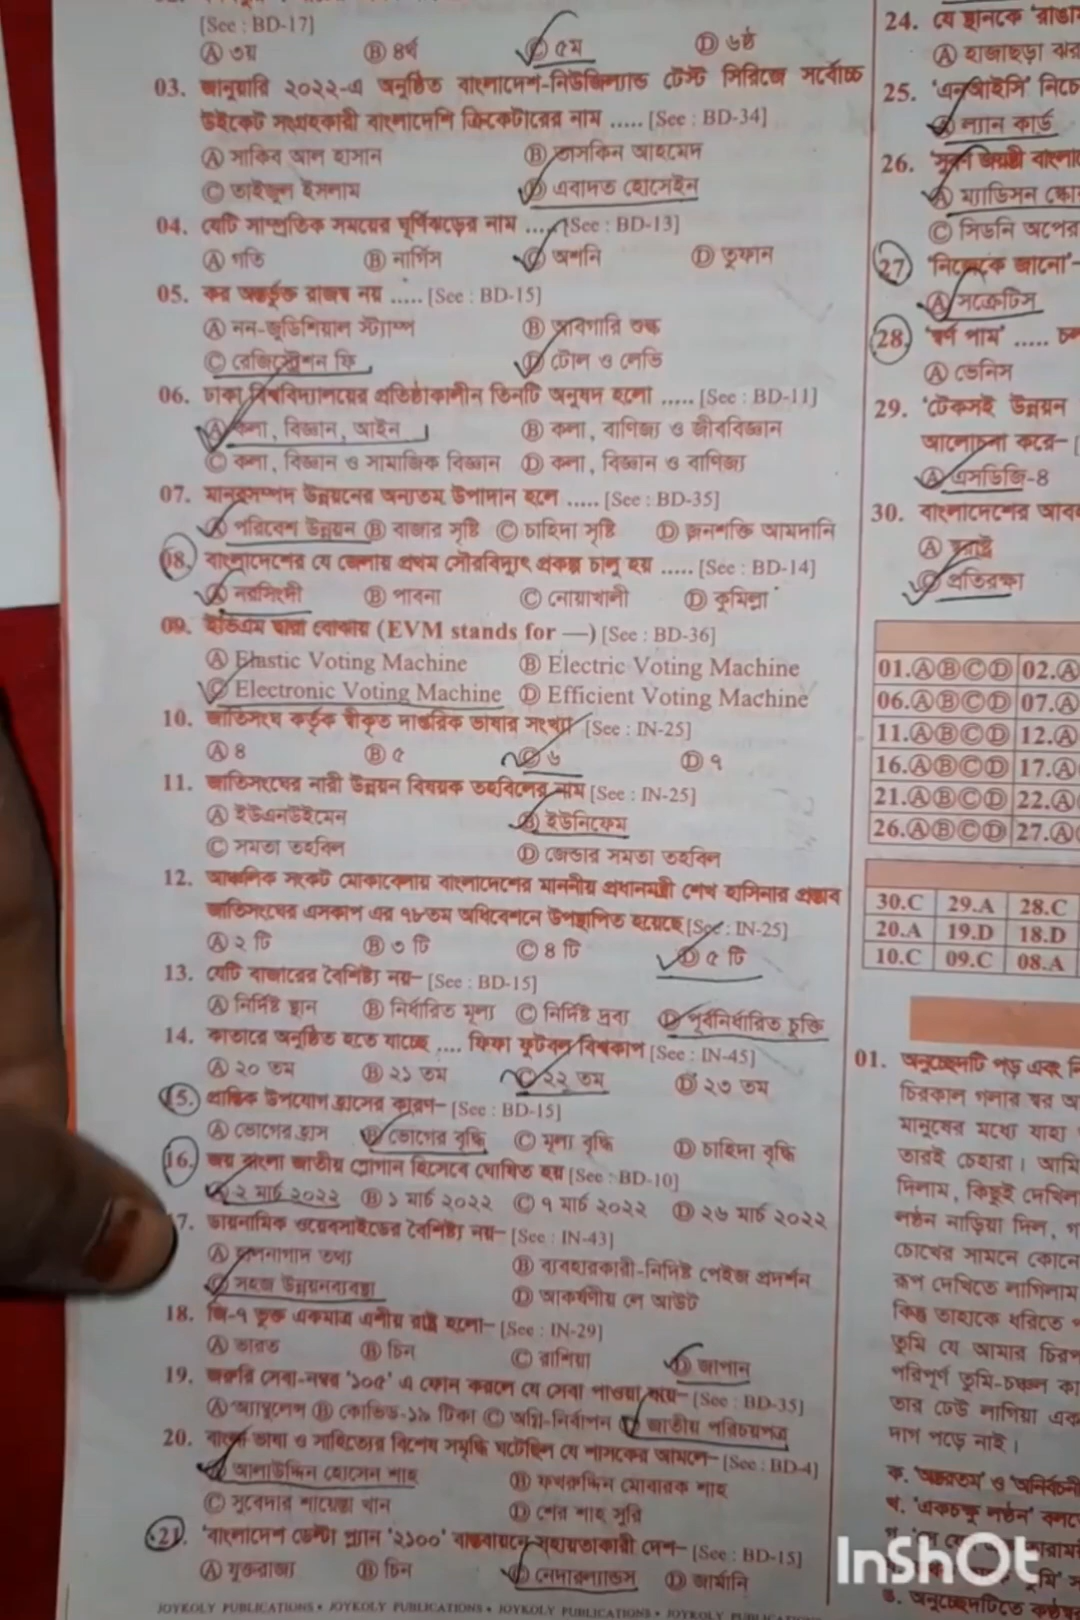 [See : BD-17]
Ⓐ ৩য় Ⓑ ৪র্থ Ⓒ ৫ম Ⓓ ৬ষ্ঠ
03. জানুয়ারি ২০২২-এ অনুষ্ঠিত বাংলাদেশ-নিউজিল্যান্ড টেস্ট সিরিজে সর্বোচ্চ
উইকেট সংগ্রহকারী বাংলাদেশি ক্রিকেটারের নাম ..... [See : BD-34]
Ⓐ সাকিব আল হাসান Ⓑ তাসকিন আহমেদ
Ⓒ তাইজুল ইসলাম Ⓓ এবাদত হোসেইন
04. যেটি সাম্প্রতিক সময়ের ঘূর্ণিঝড়ের নাম .... [See : BD-13]
Ⓐ গতি Ⓑ নার্গিস Ⓒ অশনি Ⓓ তুফান
05. কর অন্তর্ভুক্ত রাজস্ব নয় ..... [See : BD-15]
Ⓐ নন-জুডিশিয়াল স্ট্যাম্প Ⓑ আবগারি শুল্ক
Ⓒ রেজিস্ট্রেশন ফি Ⓓ টোল ও লেভি
06. ঢাকা বিশ্ববিদ্যালয়ের প্রতিষ্ঠাকালীন তিনটি অনুষদ হলো ..... [See : BD-11]
Ⓐ কলা, বিজ্ঞান, আইন Ⓑ কলা, বাণিজ্য ও জীববিজ্ঞান
Ⓒ কলা, বিজ্ঞান ও সামাজিক বিজ্ঞান Ⓓ কলা, বিজ্ঞান ও বাণিজ্য
07. মানবসম্পদ উন্নয়নের অন্যতম উপাদান হলে ..... [See : BD-35]
Ⓐ পরিবেশ উন্নয়ন Ⓑ বাজার সৃষ্টি Ⓒ চাহিদা সৃষ্টি Ⓓ জনশক্তি আমদানি
08. বাংলাদেশের যে জেলায় প্রথম সৌরবিদ্যুৎ প্রকল্প চালু হয় ..... [See : BD-14]
Ⓐ নরসিংদী Ⓑ পাবনা Ⓒ নোয়াখালী Ⓓ কুমিল্লা
09. ইভিএম দ্বারা বোঝায় (EVM stands for —) [See : BD-36]
Ⓐ Elastic Voting Machine Ⓑ Electric Voting Machine
Ⓒ Electronic Voting Machine Ⓓ Efficient Voting Machine
10. জাতিসংঘ কর্তৃক স্বীকৃত দাপ্তরিক ভাষার সংখ্যা [See : IN-25]
Ⓐ ৪ Ⓑ ৫ Ⓒ ৬ Ⓓ ৭
11. জাতিসংঘের নারী উন্নয়ন বিষয়ক তহবিলের নাম [See : IN-25]
Ⓐ ইউএনউইমেন Ⓑ ইউনিফেম
Ⓒ সমতা তহবিল Ⓓ জেন্ডার সমতা তহবিল
12. আঞ্চলিক সংকট মোকাবেলায় বাংলাদেশের মাননীয় প্রধানমন্ত্রী শেখ হাসিনার প্রস্তাব
জাতিসংঘের এসকাপ এর ৭৮তম অধিবেশনে উপস্থাপিত হয়েছে [See : IN-25]
Ⓐ ২ টি Ⓑ ৩ টি Ⓒ ৪ টি Ⓓ ৫ টি
13. যেটি বাজারের বৈশিষ্ট্য নয়– [See : BD-15]
Ⓐ নির্দিষ্ট স্থান Ⓑ নির্ধারিত মূল্য Ⓒ নির্দিষ্ট দ্রব্য Ⓓ পূর্বনির্ধারিত চুক্তি
14. কাতারে অনুষ্ঠিত হতে যাচ্ছে .... ফিফা ফুটবল বিশ্বকাপ [See : IN-45]
Ⓐ ২০ তম Ⓑ ২১ তম Ⓒ ২২ তম Ⓓ ২৩ তম
15. প্রান্তিক উপযোগ হ্রাসের কারণ– [See : BD-15]
Ⓐ ভোগের হ্রাস Ⓑ ভোগের বৃদ্ধি Ⓒ মূল্য বৃদ্ধি Ⓓ চাহিদা বৃদ্ধি
16. জয় বাংলা জাতীয় স্লোগান হিসেবে ঘোষিত হয় [See : BD-10]
Ⓐ ২ মার্চ ২০২২ Ⓑ ১ মার্চ ২০২২ Ⓒ ৭ মার্চ ২০২২ Ⓓ ২৬ মার্চ ২০২২
17. ডায়নামিক ওয়েবসাইটের বৈশিষ্ট্য নয়– [See : IN-43]
Ⓐ হালনাগাদ তথ্য Ⓑ ব্যবহারকারী-নির্দিষ্ট পেইজ প্রদর্শন
Ⓒ সহজ উন্নয়নব্যবস্থা Ⓓ আকর্ষণীয় লে আউট
18. জি-৭ ভুক্ত একমাত্র এশীয় রাষ্ট্র হলো– [See : IN-29]
Ⓐ ভারত Ⓑ চিন Ⓒ রাশিয়া Ⓓ জাপান
19. জরুরি সেবা-নম্বর '১০৫' এ ফোন করলে যে সেবা পাওয়া যায়– [See : BD-35]
Ⓐ অ্যাম্বুলেন্স Ⓑ কোভিড-১৯ টিকা Ⓒ অগ্নি-নির্বাপন Ⓓ জাতীয় পরিচয়পত্র
20. বাংলা ভাষা ও সাহিত্যের বিশেষ সমৃদ্ধি ঘটেছিল যে শাসকের আমলে– [See : BD-4]
Ⓐ আলাউদ্দিন হোসেন শাহ Ⓑ ফখরুদ্দিন মোবারক শাহ
Ⓒ সুবেদার শায়েস্তা খান Ⓓ শের শাহ সুরি
21. 'বাংলাদেশ ডেল্টা প্ল্যান '২১০০' বাস্তবায়নে সহায়তাকারী দেশ– [See : BD-15]
Ⓐ যুক্তরাজ্য Ⓑ চিন Ⓒ নেদারল্যান্ডস Ⓓ জার্মানি
JOYKOLY PUBLICATIONS • JOYKOLY PUBLICATIONS • JOYKOLY PUBLICATIONS • JOYKOLY PUBLICATIONS
24. যে স্থানকে
Ⓐ হাজাছড়া
25. 'এনআইসি'
Ⓐ ল্যান কার্ড
26. সুবর্ণ জয়ন্তী
Ⓐ ম্যাডিসন
Ⓒ সিডনি
27. 'নিজেকে জানো'–
Ⓐ সক্রেটিস
28. 'স্বর্ণ পাম' .....
Ⓐ ভেনিস
29. 'টেকসই উন্নয়ন
আলোচনা করে–
Ⓐ এসডিজি-৪
30. বাংলাদেশের
Ⓐ স্বরাষ্ট্র
Ⓒ প্রতিরক্ষা
01.ⒶⒷⒸⒹ 02.Ⓐ
06.ⒶⒷⒸⒹ 07.Ⓐ
11.ⒶⒷⒸⒹ 12.Ⓐ
16.ⒶⒷⒸⒹ 17.Ⓐ
21.ⒶⒷⒸⒹ 22.Ⓐ
26.ⒶⒷⒸⒹ 27.Ⓐ
30.C 29.A 28.C
20.A 19.D 18.D
10.C 09.C 08.A
01. অনুচ্ছেদটি পড় এবং
চিরকাল গলার স্বর
মানুষের মধ্যে যাহা
তারই চেহারা। আমি
দিলাম, কিছুই দেখিল
লণ্ঠন নাড়িয়া দিল,
চোখের সামনে কোনো
রূপ দেখিতে লাগিলাম
কিন্তু তাহাকে ধরিতে
তুমি যে আমার
পরিপূর্ণ তুমি-চঞ্চল
তার ঢেউ লাগিয়া
দাগ পড়ে নাই।
ক. 'অন্তরতম' ও
খ. 'একচক্ষু লণ্ঠন'
ঙ. অনুচ্ছেদটিতে
InShOt